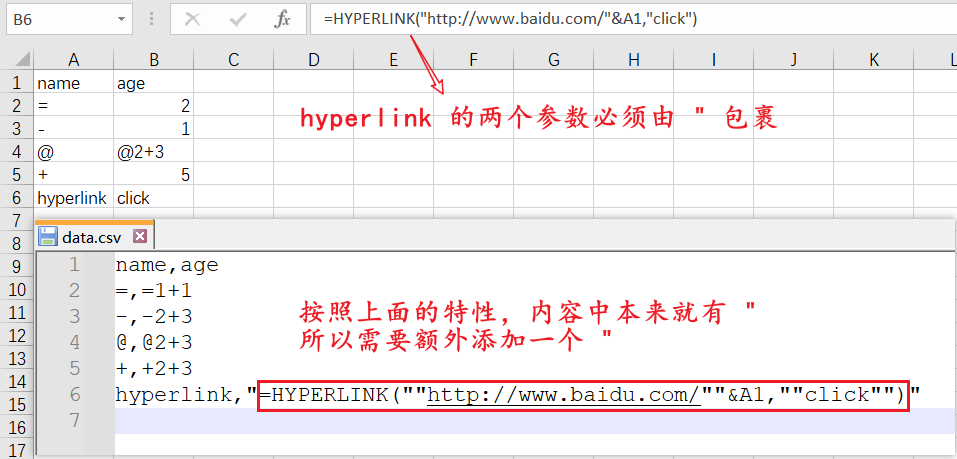 B6 =HYPERLINK("http://www.baidu.com/"&A1,"click")
A B C D E F G H I J K L
1 name age
2 = 2
3 - 1
4 @ @2+3
5 + 5
6 hyperlink click
hyperlink 的两个参数必须由 " 包裹
7
8
9
10
11
12
13
14
15
16
17
data.csv
1 name,age
2 =,=1+1
3 -,-2+3
4 @,@2+3
5 +,+2+3
6 hyperlink,"=HYPERLINK(""http://www.baidu.com/""&A1,""click"")"
7
按照上面的特性，内容中本来就有 "
所以需要额外添加一个 "